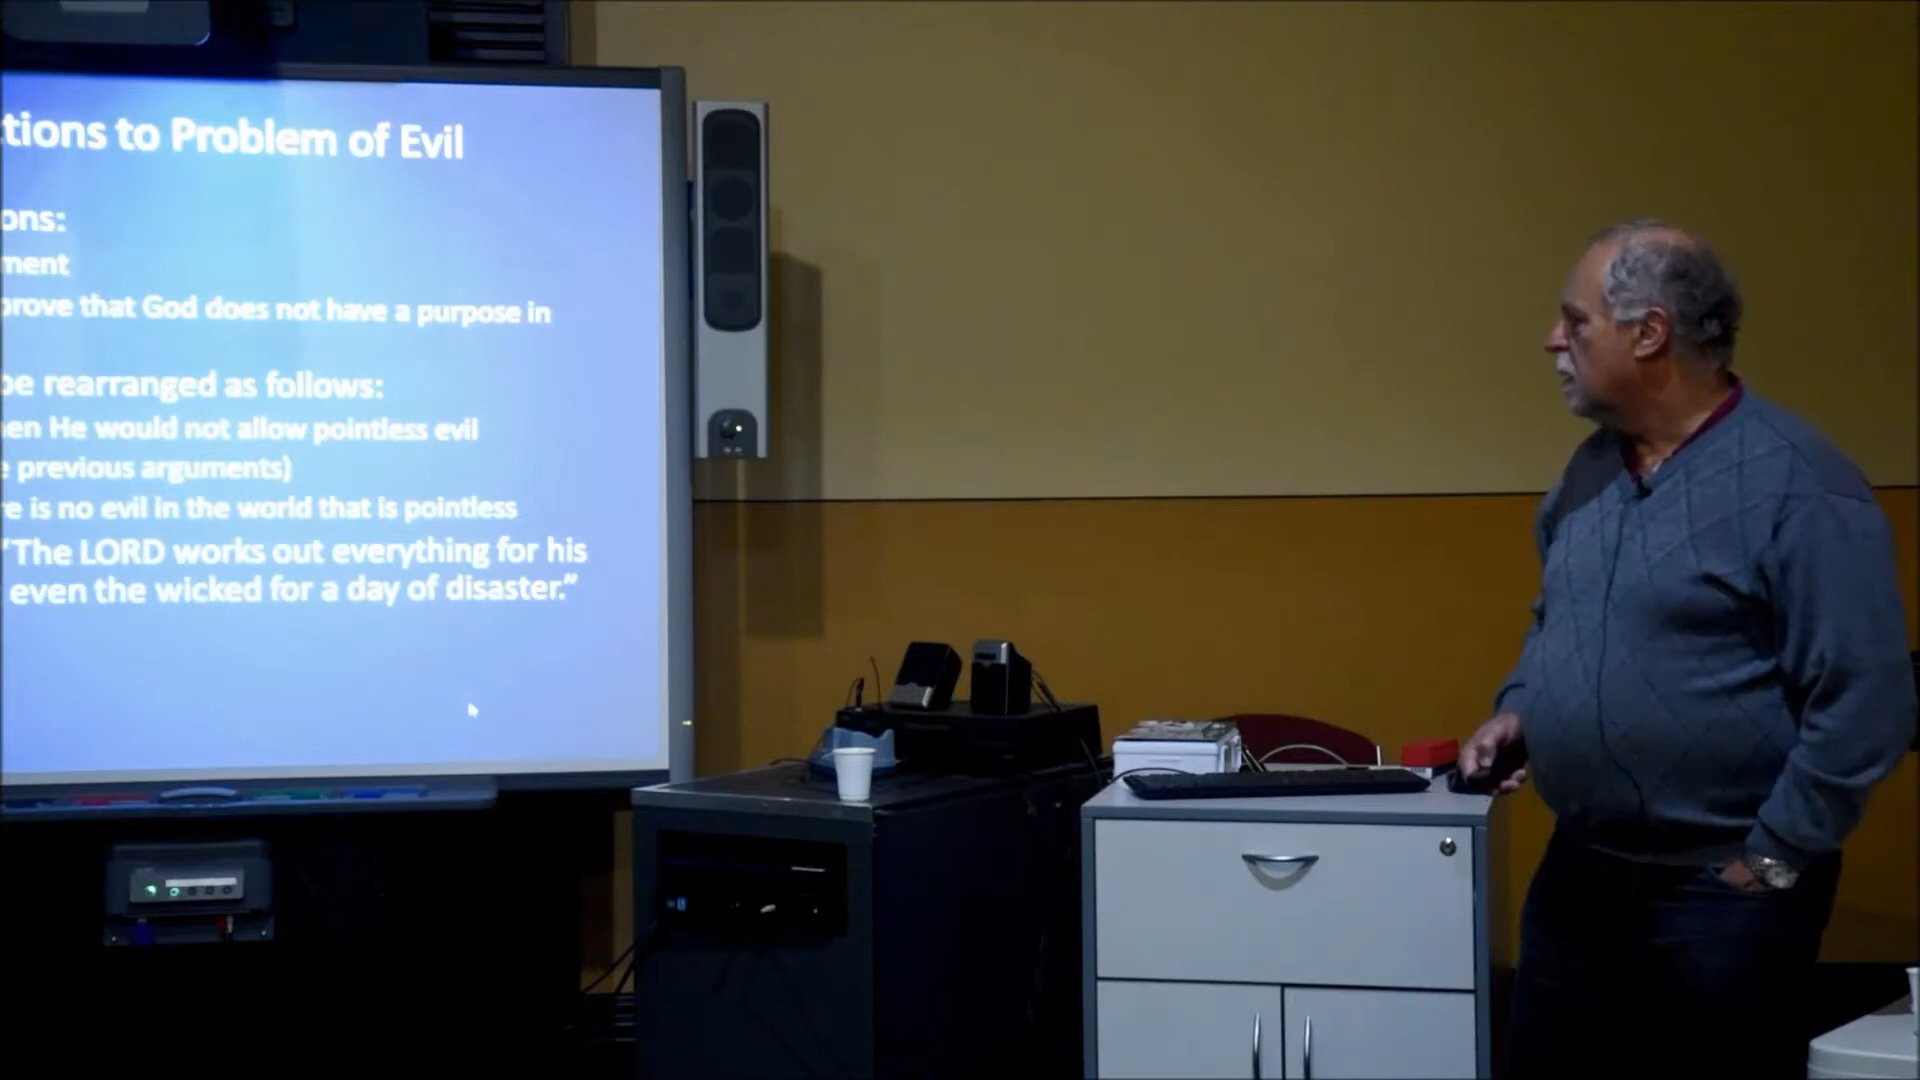 tions to Problem of Evil
ons:
ment
prove that God does not have a purpose in
be rearranged as follows:
en He would not allow pointless evil
e previous arguments)
e is no evil in the world that is pointless
“The LORD works out everything for his
even the wicked for a day of disaster.”